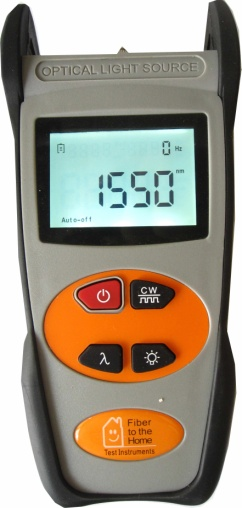 OPTICAL LIGHT SOURCE
0 Hz
1550 nm
Auto-off
CW
λ
Fiber
to the
Home
Test Instruments